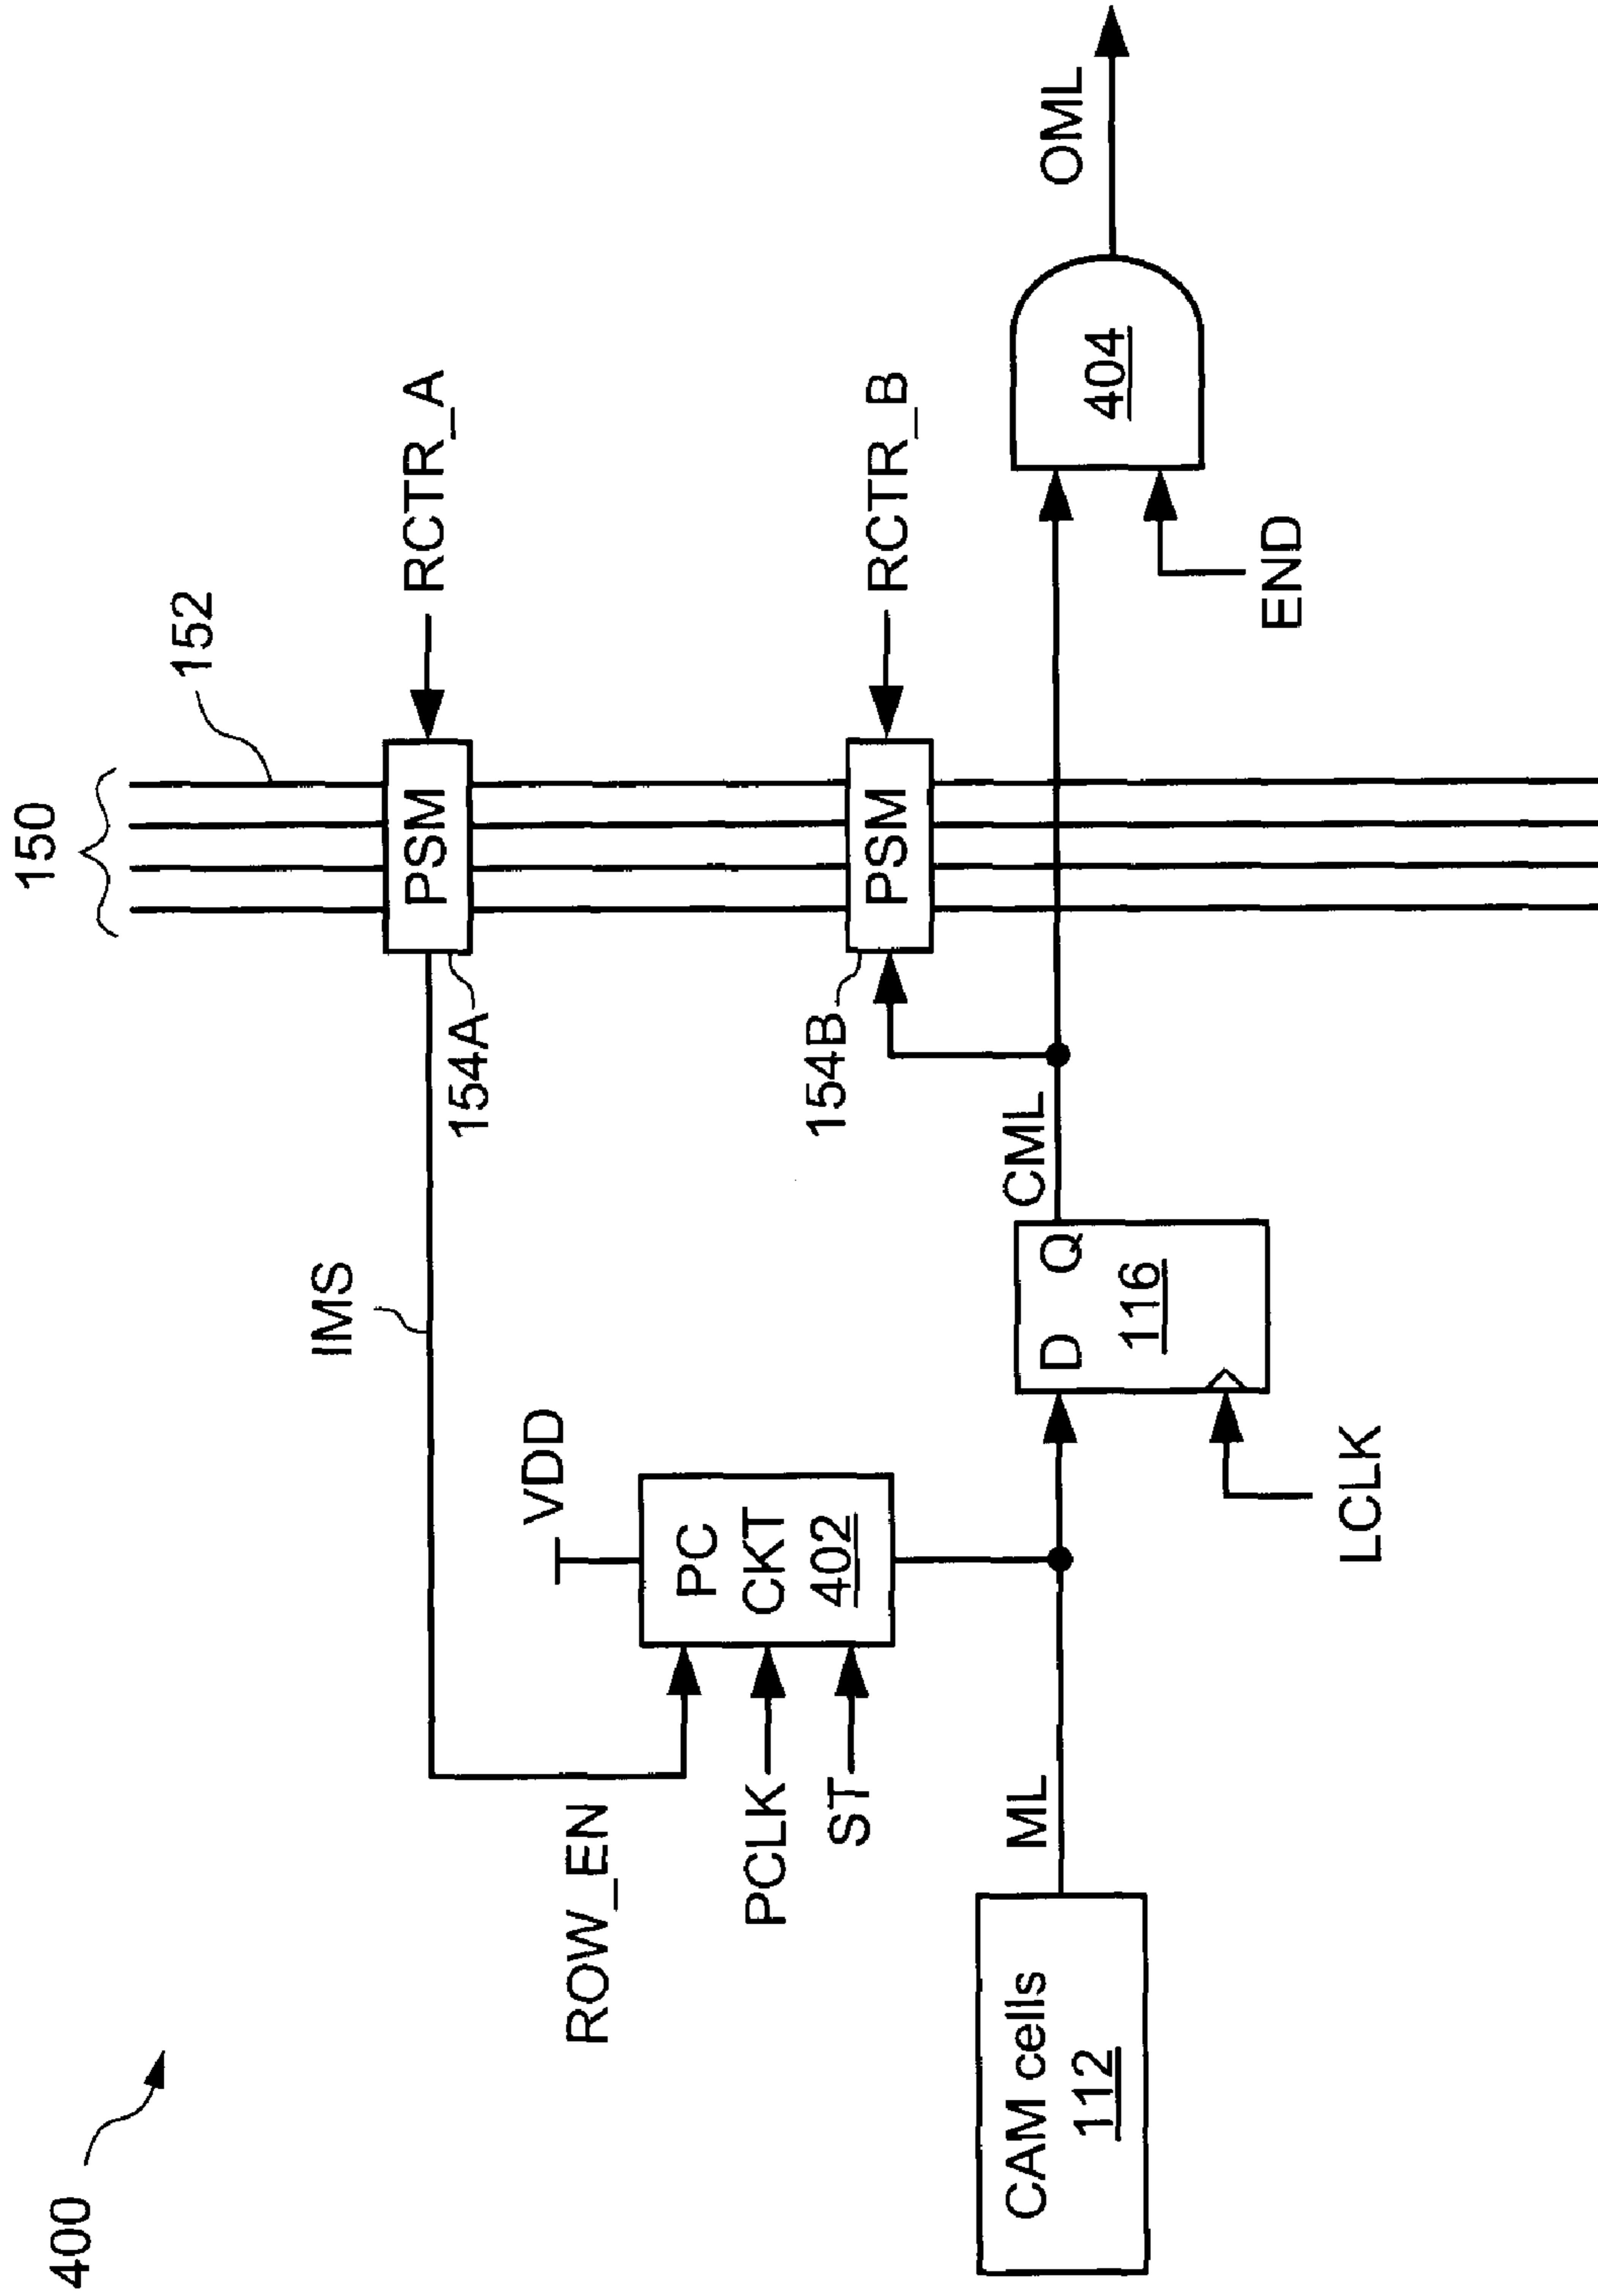 400
150
152
IMS
154A
PSM
RCTR_A
VDD
ROW_EN
PC
CKT
402
PCLK
ST
154B
PSM
RCTR_B
CAM cells
112
ML
D Q
116
LCLK
CML
404
END
OML